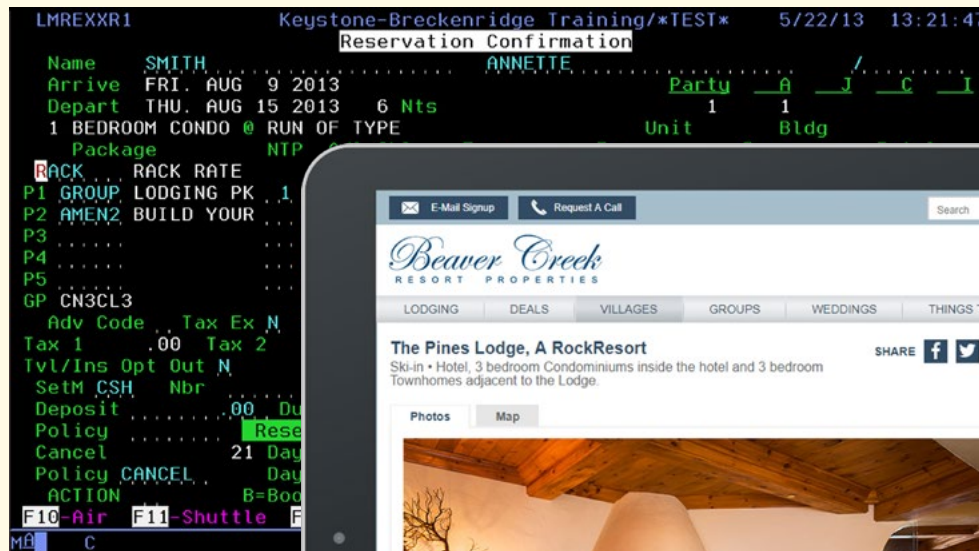 LMREXXR1 Keystone-Breckenridge Training/*TEST* 5/22/13 13:21:47
Reservation Confirmation
Name SMITH ANNETTE /
Arrive FRI. AUG 9 2013 Party A J C I
Depart THU. AUG 15 2013 6 Nts 1 1
1 BEDROOM CONDO @ RUN OF TYPE Unit Bldg
Package NTP
RACK RACK RATE
P1 GROUP LODGING PK 1
P2 AMEN2 BUILD YOUR
P3
P4
P5
GP CN3CL3
Adv Code Tax Ex N
Tax 1 .00 Tax 2
Tvl/Ins Opt Out N
SetM CSH Nbr
Deposit .00 Du
Policy Rese
Cancel 21 Day
Policy CANCEL Day
ACTION B=Boo
F10-Air F11-Shuttle F
MA C
E-Mail Signup Request A Call Search
Beaver Creek
RESORT PROPERTIES
LODGING DEALS VILLAGES GROUPS WEDDINGS THINGS T
The Pines Lodge, A RockResort SHARE
Ski-in • Hotel, 3 bedroom Condominiums inside the hotel and 3 bedroom
Townhomes adjacent to the Lodge.
Photos Map